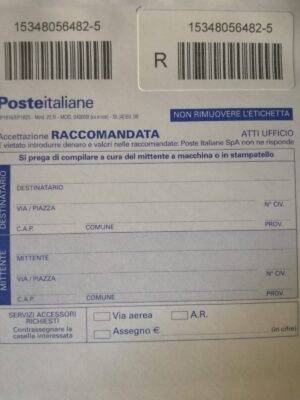 15348056482-5
15348056482-5
R
Posteitaliane
NON RIMUOVERE L'ETICHETTA
Accettazione RACCOMANDATA ATTI UFFICIO
È vietato introdurre denaro e valori nelle raccomandate: Poste Italiane SpA non ne risponde
Si prega di compilare a cura del mittente a macchina o in stampatello
DESTINATARIO
DESTINATARIO
VIA / PIAZZA N° CIV.
C.A.P. COMUNE PROV.
MITTENTE
MITTENTE
VIA / PIAZZA N° CIV.
C.A.P. COMUNE PROV.
SERVIZI ACCESSORI
RICHIESTI
Contrassegnare la
casella interessata
Via aerea A.R.
Assegno € (in cifre)